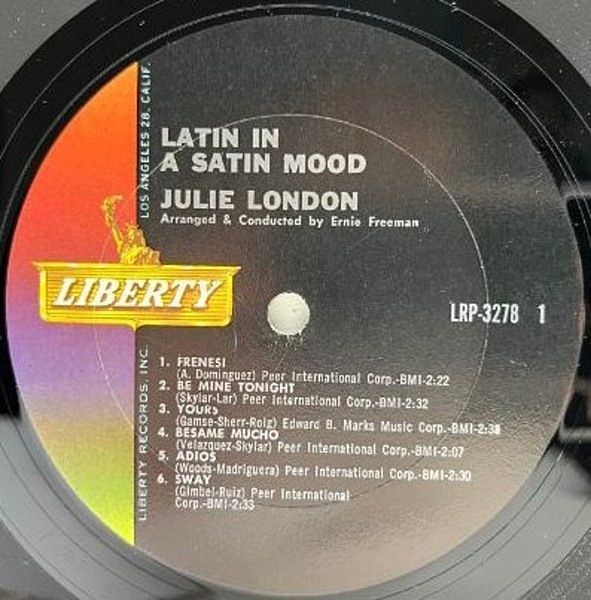 LATIN IN
A SATIN MOOD
JULIE LONDON
Arranged & Conducted by Ernie Freeman
LOS ANGELES 28, CALIF.
LIBERTY
LRP-3278 1
LIBERTY RECORDS, INC.
1. FRENESI
(A. Dominguez) Peer International Corp.-BMI-2:22
2. BE MINE TONIGHT
(Skylar-Lar) Peer International Corp.-BMI-2:32
3. YOURS
(Gamse-Sherr-Roig) Edward B. Marks Music Corp.-BMI-2:38
4. BESAME MUCHO
(Velazquez-Skylar) Peer International Corp.-BMI-2:07
5. ADIOS
(Woods-Madriguera) Peer International Corp.-BMI-2:30
6. SWAY
(Gimbel-Ruiz) Peer International
Corp.-BMI-2:33